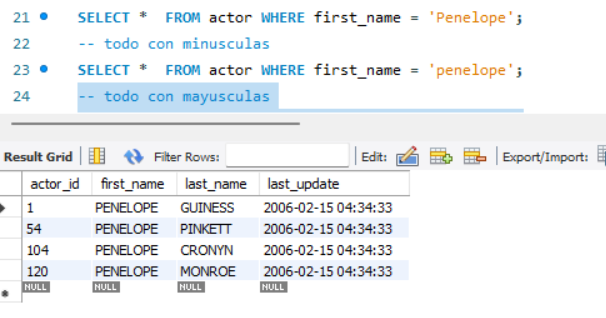 21 SELECT * FROM actor WHERE first_name = 'Penelope';
22 -- todo con minusculas
23 SELECT * FROM actor WHERE first_name = 'penelope';
24 -- todo con mayusculas
Result Grid Filter Rows: Edit: Export/Import:
actor_id first_name last_name last_update
1 PENELOPE GUINESS 2006-02-15 04:34:33
54 PENELOPE PINKETT 2006-02-15 04:34:33
104 PENELOPE CRONYN 2006-02-15 04:34:33
120 PENELOPE MONROE 2006-02-15 04:34:33
NULL NULL NULL NULL